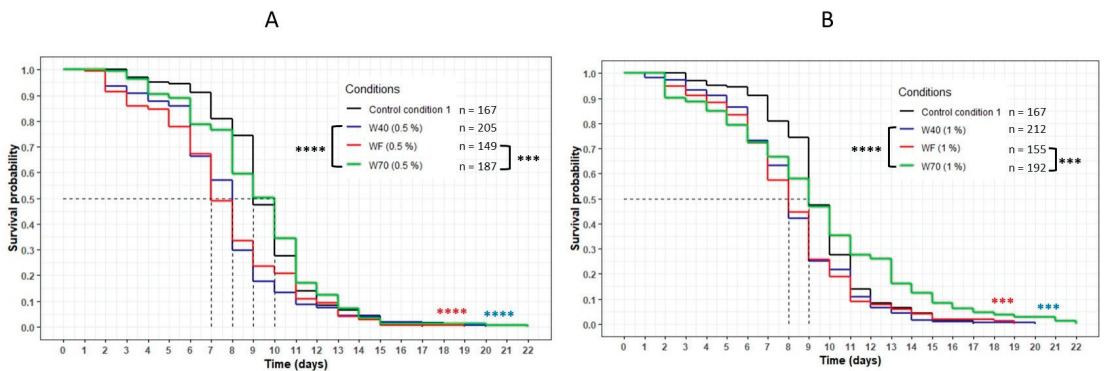 A
Survival probability
1.0
0.9
0.8
0.7
0.6
0.5
0.4
0.3
0.2
0.1
0.0
Conditions
Control condition 1 n = 167
W40 (0.5 %) n = 205
WF (0.5 %) n = 149
W70 (0.5 %) n = 187
****
***
**** ****
0 1 2 3 4 5 6 7 8 9 10 11 12 13 14 15 16 17 18 19 20 21 22
Time (days)
B
Survival probability
1.0
0.9
0.8
0.7
0.6
0.5
0.4
0.3
0.2
0.1
0.0
Conditions
Control condition 1 n = 167
W40 (1 %) n = 212
WF (1 %) n = 155
W70 (1 %) n = 192
****
***
*** ***
0 1 2 3 4 5 6 7 8 9 10 11 12 13 14 15 16 17 18 19 20 21 22
Time (days)